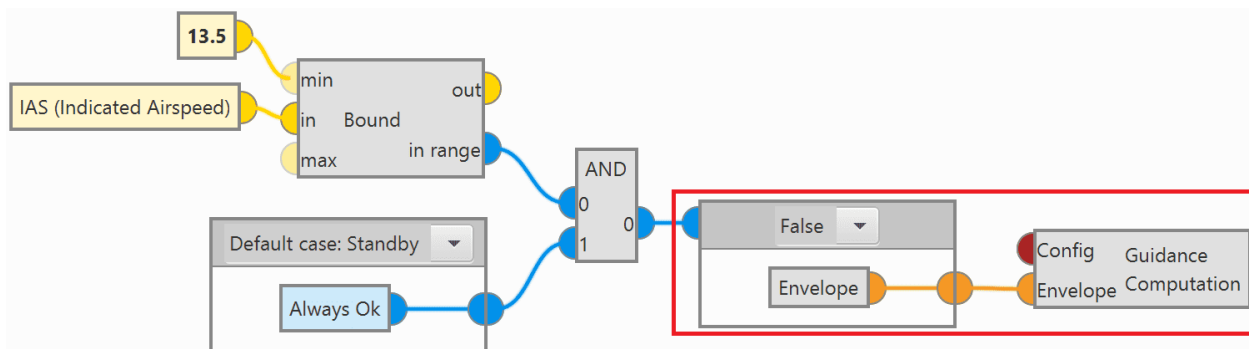 13.5
IAS (Indicated Airspeed)
min
in
max
Bound
out
in range
AND
0
1
0
Default case: Standby
Always Ok
False
Envelope
Config
Envelope
Guidance
Computation